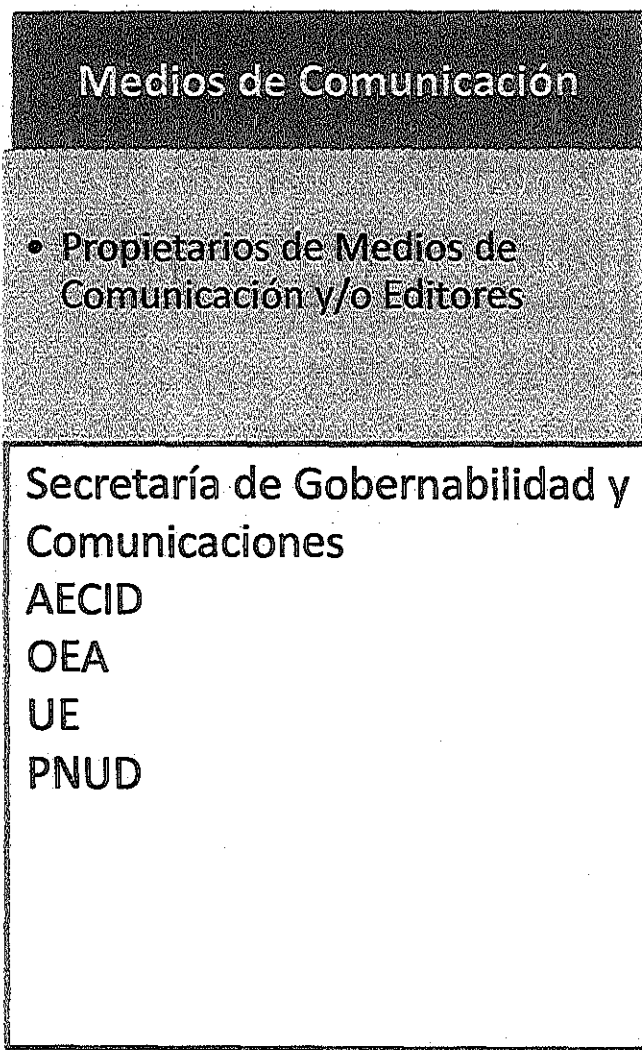 Medios de Comunicación
• Propietarios de Medios de
Comunicación y/o Editores
Secretaría de Gobernabilidad y
Comunicaciones
AECID
OEA
UE
PNUD